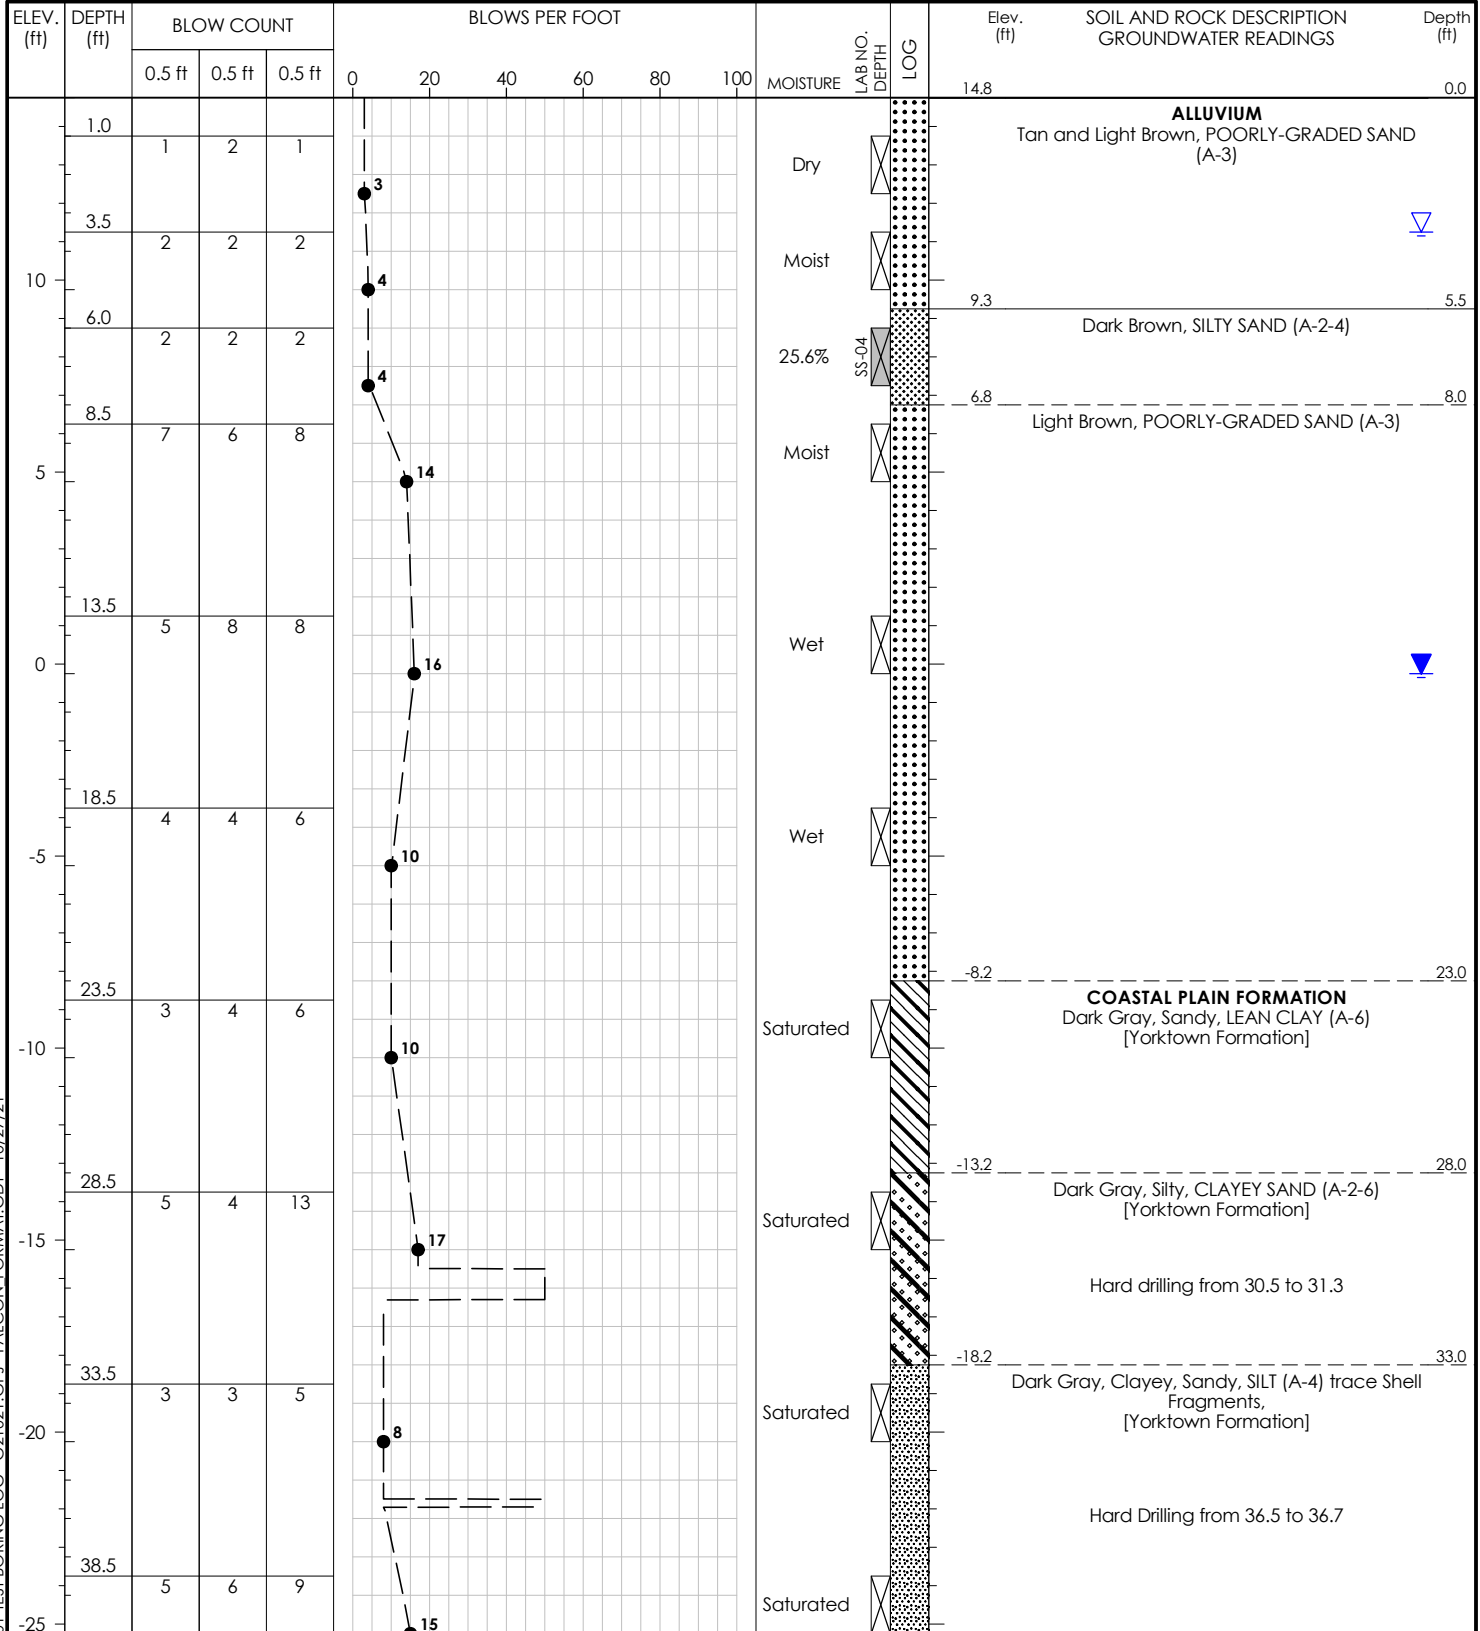 ELEV. (ft) DEPTH (ft) BLOW COUNT BLOWS PER FOOT MOISTURE LAB NO. DEPTH LOG Elev. (ft) SOIL AND ROCK DESCRIPTION GROUNDWATER READINGS Depth (ft)
0.5 ft 0.5 ft 0.5 ft 0 20 40 60 80 100
14.8 0.0
ALLUVIUM
1.0 Tan and Light Brown, POORLY-GRADED SAND
(A-3)
1 2 1 Dry
3
3.5
2 2 2 Moist
10 4
9.3 5.5
6.0 Dark Brown, SILTY SAND (A-2-4)
2 2 2 25.6% SS-04
4
6.8 8.0
8.5 Light Brown, POORLY-GRADED SAND (A-3)
7 6 8 Moist
5 14
13.5
5 8 8 Wet
0 16
18.5
4 4 6 Wet
-5 10
-8.2 23.0
23.5 COASTAL PLAIN FORMATION
3 4 6 Saturated Dark Gray, Sandy, LEAN CLAY (A-6)
[Yorktown Formation]
-10 10
-13.2 28.0
28.5 Dark Gray, Silty, CLAYEY SAND (A-2-6)
5 4 13 Saturated [Yorktown Formation]
-15 17
Hard drilling from 30.5 to 31.3
-18.2 33.0
33.5 Dark Gray, Clayey, Sandy, SILT (A-4) trace Shell
3 3 5 Saturated Fragments,
[Yorktown Formation]
-20 8
Hard Drilling from 36.5 to 36.7
38.5
5 6 9 Saturated
-25 15